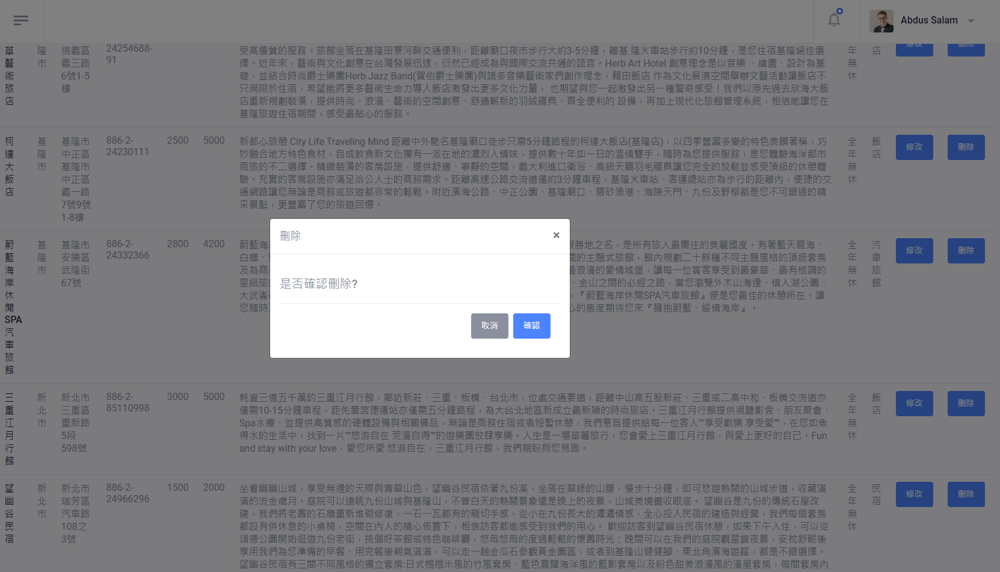 Abdus Salam
草
藝
術
旅
店
隆
市
信義區
義三路
6號1-5
樓
24254688-
91
受高優質的服務。旅館坐落在基隆田寮河畔交通便利，距離廟口夜市步行大約3-5分鐘，離基 隆火車站步行約10分鐘，是您住宿基隆絕佳選
擇。近年來，藝術與文化創意在台灣發展迅速，衍然已經成為與國際交流共通的語言。Herb Art Hotel 創意理念是以音樂 、繪畫、設計為基
礎，並結合時尚爵士樂團Herb Jazz Band(賀伯爵士樂團)與諸多音樂藝術家們創作理念，藉由飯店 作為文化展演空間舉辦文藝活動讓飯店不
只侷限於住宿，希望能將更多藝術生命力導入飯店激發出更多文化力量， 也期望與您一起激發出另一種驚奇感受！我們以原先過去欣海大飯
店重新規劃裝潢，提供時尚、浪漫、藝術的空間創意、舒適嶄新的羽絨寢具、齊全便利的 設備，再加上現代化旅館管理系統，相信能讓您在
基隆旅遊住宿期間，感受最貼心的服務。
年
無
休
店
修改
刪除
柯
達
大
飯
店
基
隆
市
基隆市
中正區
基隆市
中正區
義一路
7號9號
1-8樓
886-2-
24230111
2500
5000
新都心旅憩 City Life Traveling Mind 距離中外馳名基隆廟口徒步只需5分鐘路程的柯達大飯店(基隆店)，以四季豐富多變的特色美饌著稱，巧
妙融合地方特色食材，自成飲食新文化獨有一派在地的濃烈人情味，提供數十年如一日的溫情雙手，隨時為您提供服務，是您體驗海洋都市
商旅的不二選擇。精緻裝潢的客房設施，提供舒適、寧靜的空間，義大利進口衛浴、高級天鵝羽毛寢具讓您完全的放鬆並感受頂級的休憩體
驗。充實的客房設施亦滿足洽公人士的商務需求。距離高速公路交流道僅約3分鐘車程，基隆火車站、客運總站亦為步行的距離內，便捷的交
通網路讓您無論是商務或旅遊都非常的輕鬆。附近濱海公路、中正公園、基隆廟口、碧砂漁港、海險天門、九份及野柳都是您不可錯過的精
采景點，更豐富了您的旅遊回憶。
全
年
無
休
飯
店
修改
刪除
刪除
×
是否確認刪除?
取消
確認
蔚
藍
海
岸
休
閒
SPA
汽
車
旅
館
基
隆
市
基隆市
安樂區
武隆街
67號
886-2-
24332366
2800
4200
蔚藍海 勝地之名，是所有旅人最嚮往的美麗國度。有著藍天碧海、
白牆、 的主題式旅館，館內規劃二十餘種不同主題風格的頂級套房
及為商 最浪漫的愛情城堡，讓每一位賓客享受到最豪華、最有格調的
星級旅 、金山之間的必經之路，當您瀏覽外木山海邊、情人湖公園、
大武崙 ，『蔚藍海岸休閒SPA汽車旅館』便是您最佳的休憩所在。讓
您隨時 心的態度期待您來『擁抱蔚藍、縱情海岸』。
全
年
無
休
汽
車
旅
館
修改
刪除
三
重
江
月
行
館
新
北
市
新北市
三重區
重新路
5段
598號
886-2-
85110998
3000
5000
耗資三億五千萬的三重江月行館，鄰近新莊、三重、板橋、台北市，位處交通要道，距離中山高五股新莊、三重或二高中和、板橋交流道亦
僅需10-15分鐘車程，距先嗇宮捷運站亦僅需五分鐘路程，為大台北地區新成立最新穎的時尚旅店。三重江月行館提供視聽影音、朋友聚會、
Spa水療、並提供高質感的硬體設備與相關備品，無論是商務住宿或者短暫休憩，我們意旨提供給每一位客人""享受歡樂 享受愛""，在您如魚
得水的生活中，找到一片""悠游自在 荒漫自得""的遊樂園放肆享樂。人生是一場華麗旅行，您會愛上三重江月行館，與愛上更好的自己。Fun
and stay with your love，愛您所愛 悠游自在，三重江月行館，我們期盼與您見面。
全
年
無
休
飯
店
修改
刪除
望
幽
谷
民
宿
新
北
市
新北市
瑞芳區
汽車路
108之
3號
886-2-
24966296
1500
2000
坐看幽幽山城，享受無邊的天際與青翠山色，望幽谷民宿依著九份溪，坐落在翠綠的山腰，慢步十分鐘，即可悠遊熱鬧的山城步道，收藏滿
滿的流金歲月。庭院可以遠眺九份山城與基隆山，不管白天的熱鬧景象還是晚上的夜景，山城美境盡收眼底。 望幽谷是九份的傳統石屋改
建，我們將老舊的石牆重新堆砌修復，一石一瓦都有的親切手感，從小在九份長大的濃濃情感，全心投入民宿的建造與經營，我們每個套房
都設有供休息的小桌椅，空間在內人的精心佈置下，相信訪客都能感受到我們的用心。 歡迎訪客到望幽谷民宿休憩，如果下午入住，可以從
頌德公園開始逛遊九份老街，挑個好茶館或特色咖啡廳，悠哉悠哉的度過輕鬆的懷舊時光；晚間可以在我們的庭院觀星賞夜景，安枕舒眠後
享用我們為您準備的早餐、用完餐後朝氣滿滿，可以走一趟金瓜石參觀黃金園區，或者到基隆山健健腳、東北角濱海遊蹤，都是不錯選擇。
望幽谷民宿有三間不同風格的獨立套房:日式榻榻米風的竹風套房、藍色寬闊海洋風的藍影套房以及粉色甜美浪漫風的漫屋套房，每間套房內
全
年
無
休
民
宿
修改
刪除